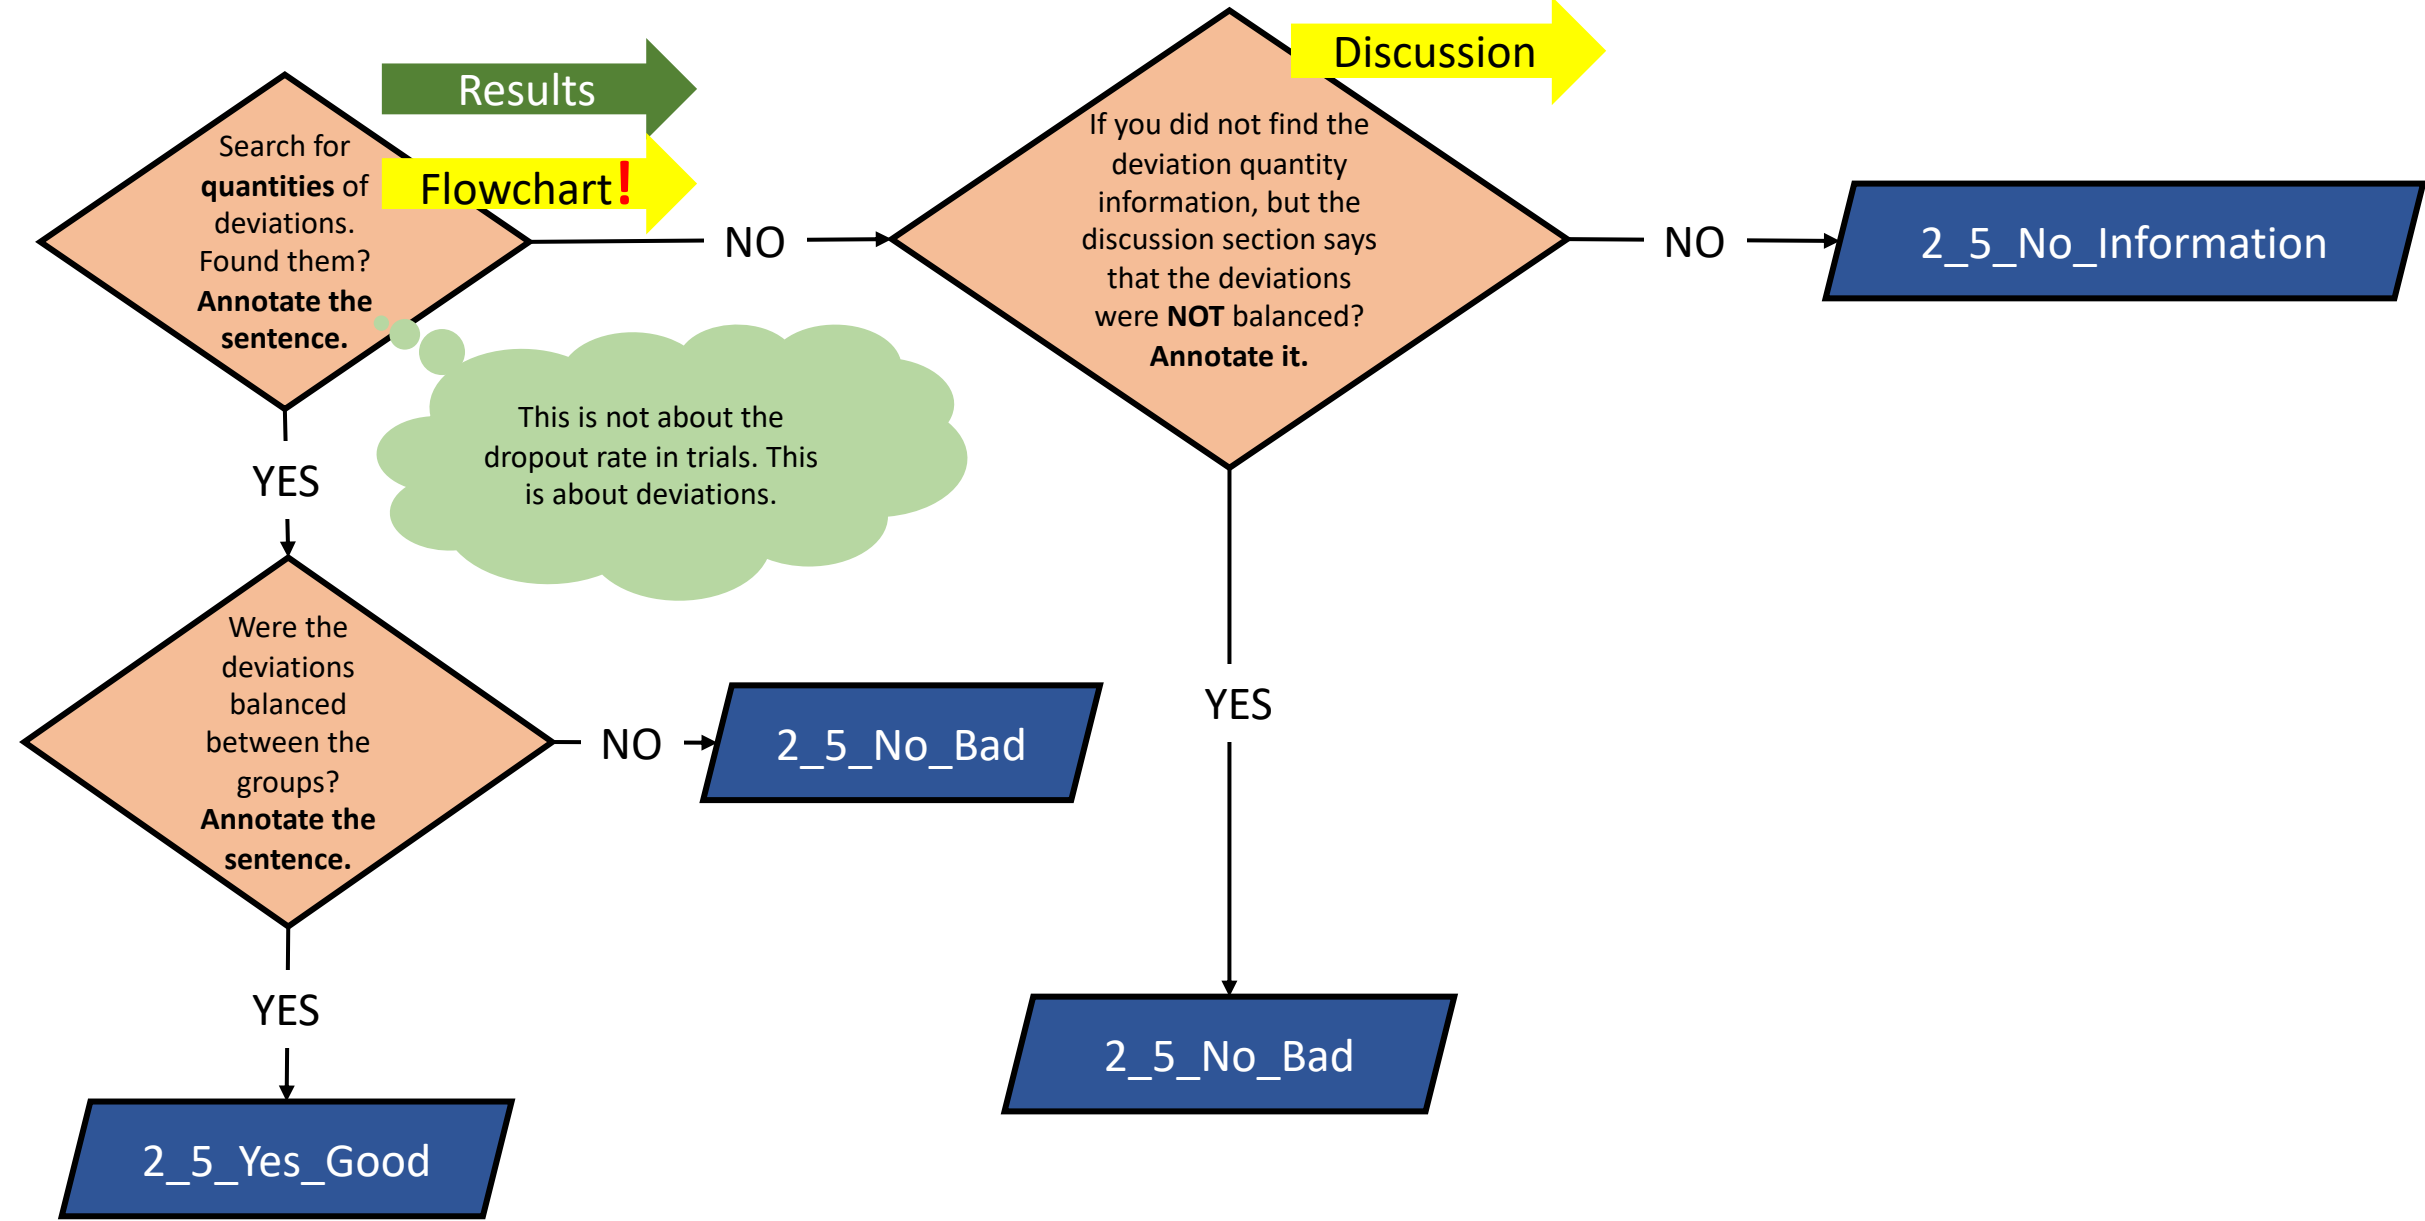 Results
Flowchart!
Search for
quantities of
deviations.
Found them?
Annotate the
sentence.
NO
Discussion
If you did not find the
deviation quantity
information, but the
discussion section says
that the deviations
were NOT balanced?
Annotate it.
NO
2_5_No_Information
This is not about the
dropout rate in trials. This
is about deviations.
YES
Were the
deviations
balanced
between the
groups?
Annotate the
sentence.
NO
2_5_No_Bad
YES
2_5_No_Bad
YES
2_5_Yes_Good